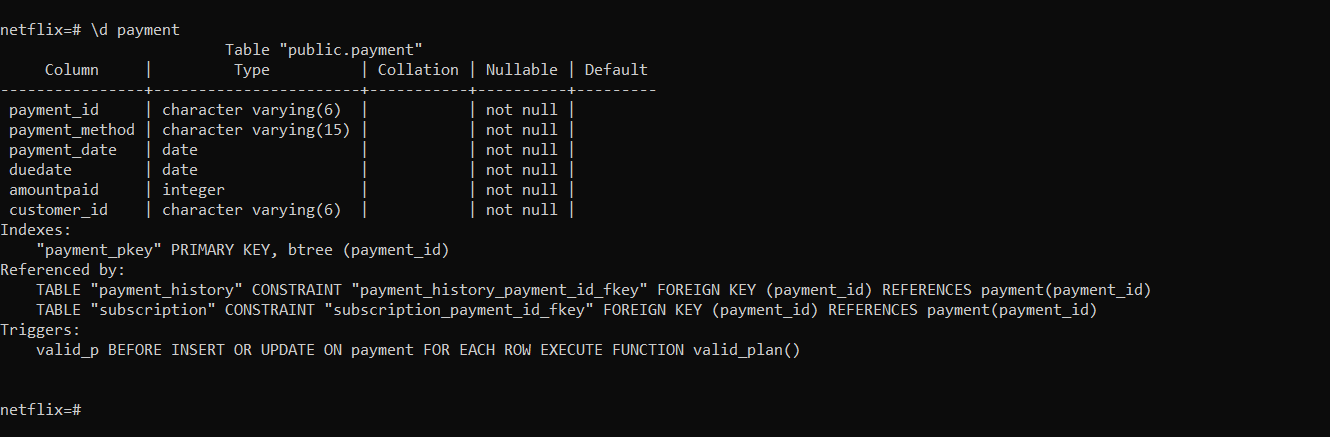 netflix=# \d payment
                         Table "public.payment"
     Column     |         Type          | Collation | Nullable | Default
----------------+-----------------------+-----------+----------+---------
 payment_id     | character varying(6)  |           | not null |
 payment_method | character varying(15) |           | not null |
 payment_date   | date                  |           | not null |
 duedate        | date                  |           | not null |
 amountpaid     | integer               |           | not null |
 customer_id    | character varying(6)  |           | not null |
Indexes:
    "payment_pkey" PRIMARY KEY, btree (payment_id)
Referenced by:
    TABLE "payment_history" CONSTRAINT "payment_history_payment_id_fkey" FOREIGN KEY (payment_id) REFERENCES payment(payment_id)
    TABLE "subscription" CONSTRAINT "subscription_payment_id_fkey" FOREIGN KEY (payment_id) REFERENCES payment(payment_id)
Triggers:
    valid_p BEFORE INSERT OR UPDATE ON payment FOR EACH ROW EXECUTE FUNCTION valid_plan()
netflix=#